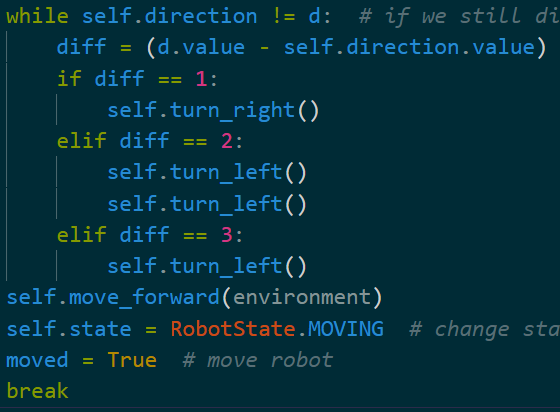 while self.direction != d:  # if we still di
    diff = (d.value - self.direction.value)
    if diff == 1:
        self.turn_right()
    elif diff == 2:
        self.turn_left()
        self.turn_left()
    elif diff == 3:
        self.turn_left()
self.move_forward(environment)
self.state = RobotState.MOVING  # change sta
moved = True  # move robot
break